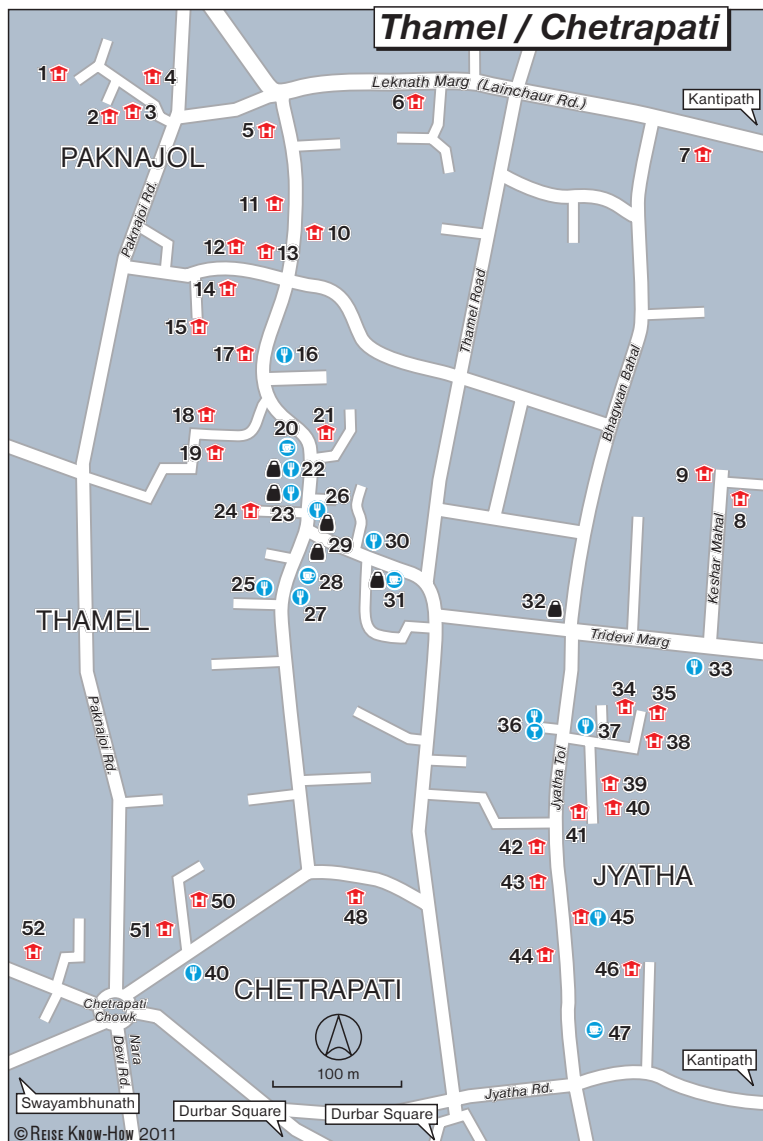 Thamel / Chetrapati
1
4
Leknath Marg (Lainchaur Rd.)
6
Kantipath
2
3
5
7
PAKNAJOL
Paknajol Rd.
11
10
12
13
14
Thamel Road
15
17
16
Bhagwan Bahal
18
20
21
19
22
9
24
23
26
8
29
30
Keshar Mahal
25
28
31
32
27
THAMEL
Tridevi Marg
33
34
35
36
37
38
Paknajol Rd.
Jyatha Tol
39
40
41
42
JYATHA
43
50
48
45
52
51
44
46
40
CHETRAPATI
Chetrapati
Chowk
47
Nara
Devi Rd.
100 m
Kantipath
Jyatha Rd.
Swayambhunath
Durbar Square
Durbar Square
© REISE KNOW-HOW 2011